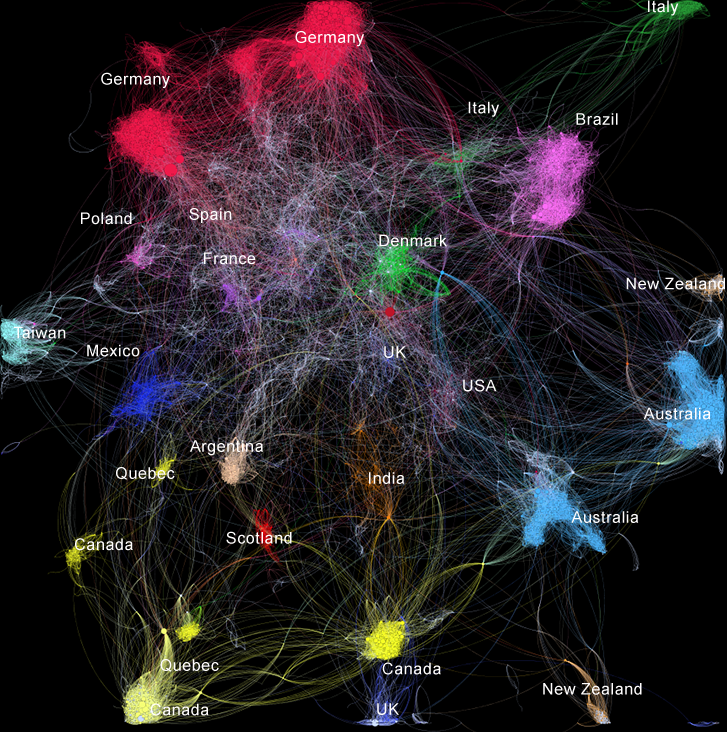 Italy
Germany
Germany
Italy
Brazil
Poland
Spain
Denmark
France
New Zealand
Taiwan
Mexico
UK
USA
Australia
Argentina
Quebec
India
Australia
Scotland
Canada
Quebec
Canada
New Zealand
Canada
UK